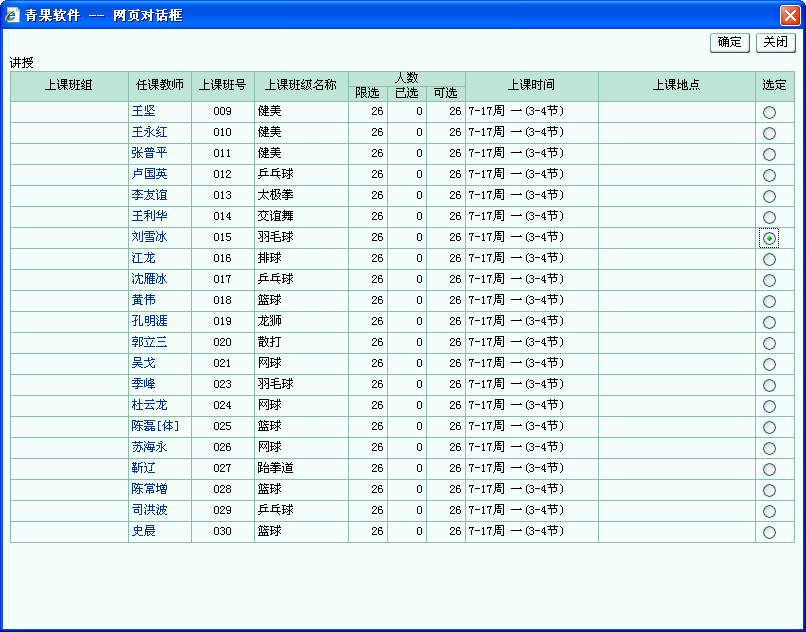 青果软件 -- 网页对话框
确定 关闭
讲授
上课班组 任课教师 上课班号 上课班级名称 人数 上课时间 上课地点 选定
限选 已选 可选
王坚 009 健美 26 0 26 7-17周 一(3-4节)
王永红 010 健美 26 0 26 7-17周 一(3-4节)
张普平 011 健美 26 0 26 7-17周 一(3-4节)
卢国英 012 乒乓球 26 0 26 7-17周 一(3-4节)
李友谊 013 太极拳 26 0 26 7-17周 一(3-4节)
王利华 014 交谊舞 26 0 26 7-17周 一(3-4节)
刘雪冰 015 羽毛球 26 0 26 7-17周 一(3-4节)
江龙 016 排球 26 0 26 7-17周 一(3-4节)
沈雁冰 017 乒乓球 26 0 26 7-17周 一(3-4节)
黄伟 018 篮球 26 0 26 7-17周 一(3-4节)
孔明涯 019 龙狮 26 0 26 7-17周 一(3-4节)
郭立三 020 散打 26 0 26 7-17周 一(3-4节)
吴戈 021 网球 26 0 26 7-17周 一(3-4节)
季峰 023 羽毛球 26 0 26 7-17周 一(3-4节)
杜云龙 024 网球 26 0 26 7-17周 一(3-4节)
陈磊[体] 025 篮球 26 0 26 7-17周 一(3-4节)
苏海永 026 网球 26 0 26 7-17周 一(3-4节)
靳辽 027 跆拳道 26 0 26 7-17周 一(3-4节)
陈常增 028 篮球 26 0 26 7-17周 一(3-4节)
司洪波 029 乒乓球 26 0 26 7-17周 一(3-4节)
史晨 030 篮球 26 0 26 7-17周 一(3-4节)